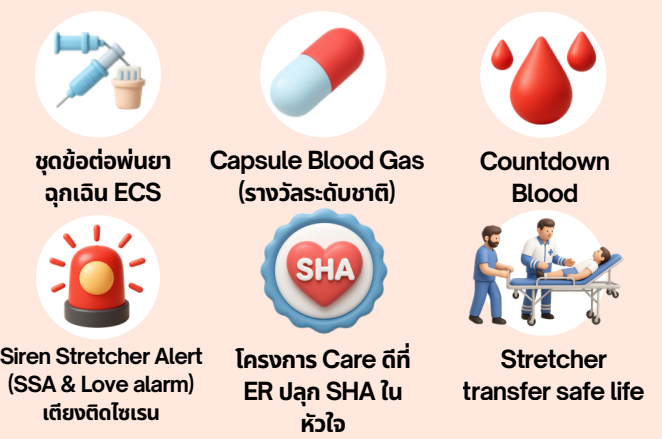 ชุดข้อต่อพ่นยา
ฉุกเฉิน ECS
Capsule Blood Gas
(รางวัลระดับชาติ)
Countdown
Blood
Siren Stretcher Alert
(SSA & Love alarm)
เตียงติดไซเรน
SHA
โครงการ Care ดีที่
ER ปลุก SHA ใน
หัวใจ
Stretcher
transfer safe life